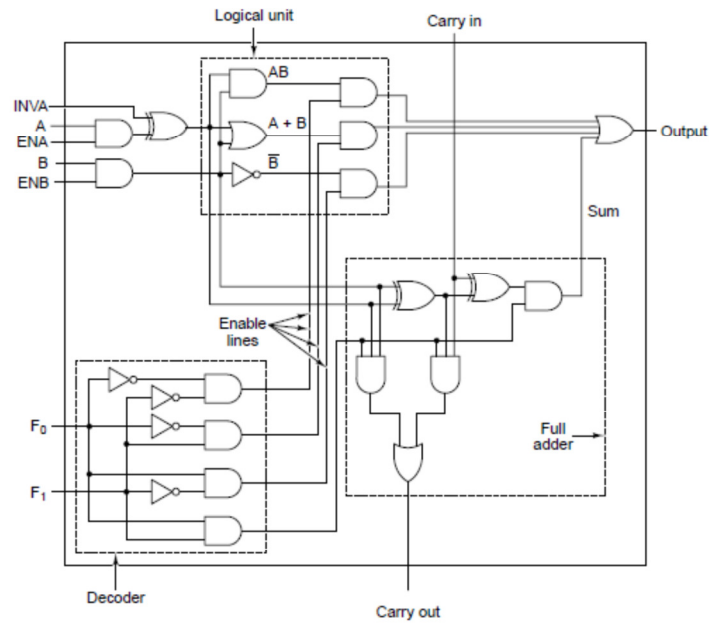 Logical unit
Carry in
AB
INVA
A
ENA
A + B
Output
B
ENB
B̅
Sum
Enable
lines
F₀
Full
adder
F₁
Decoder
Carry out